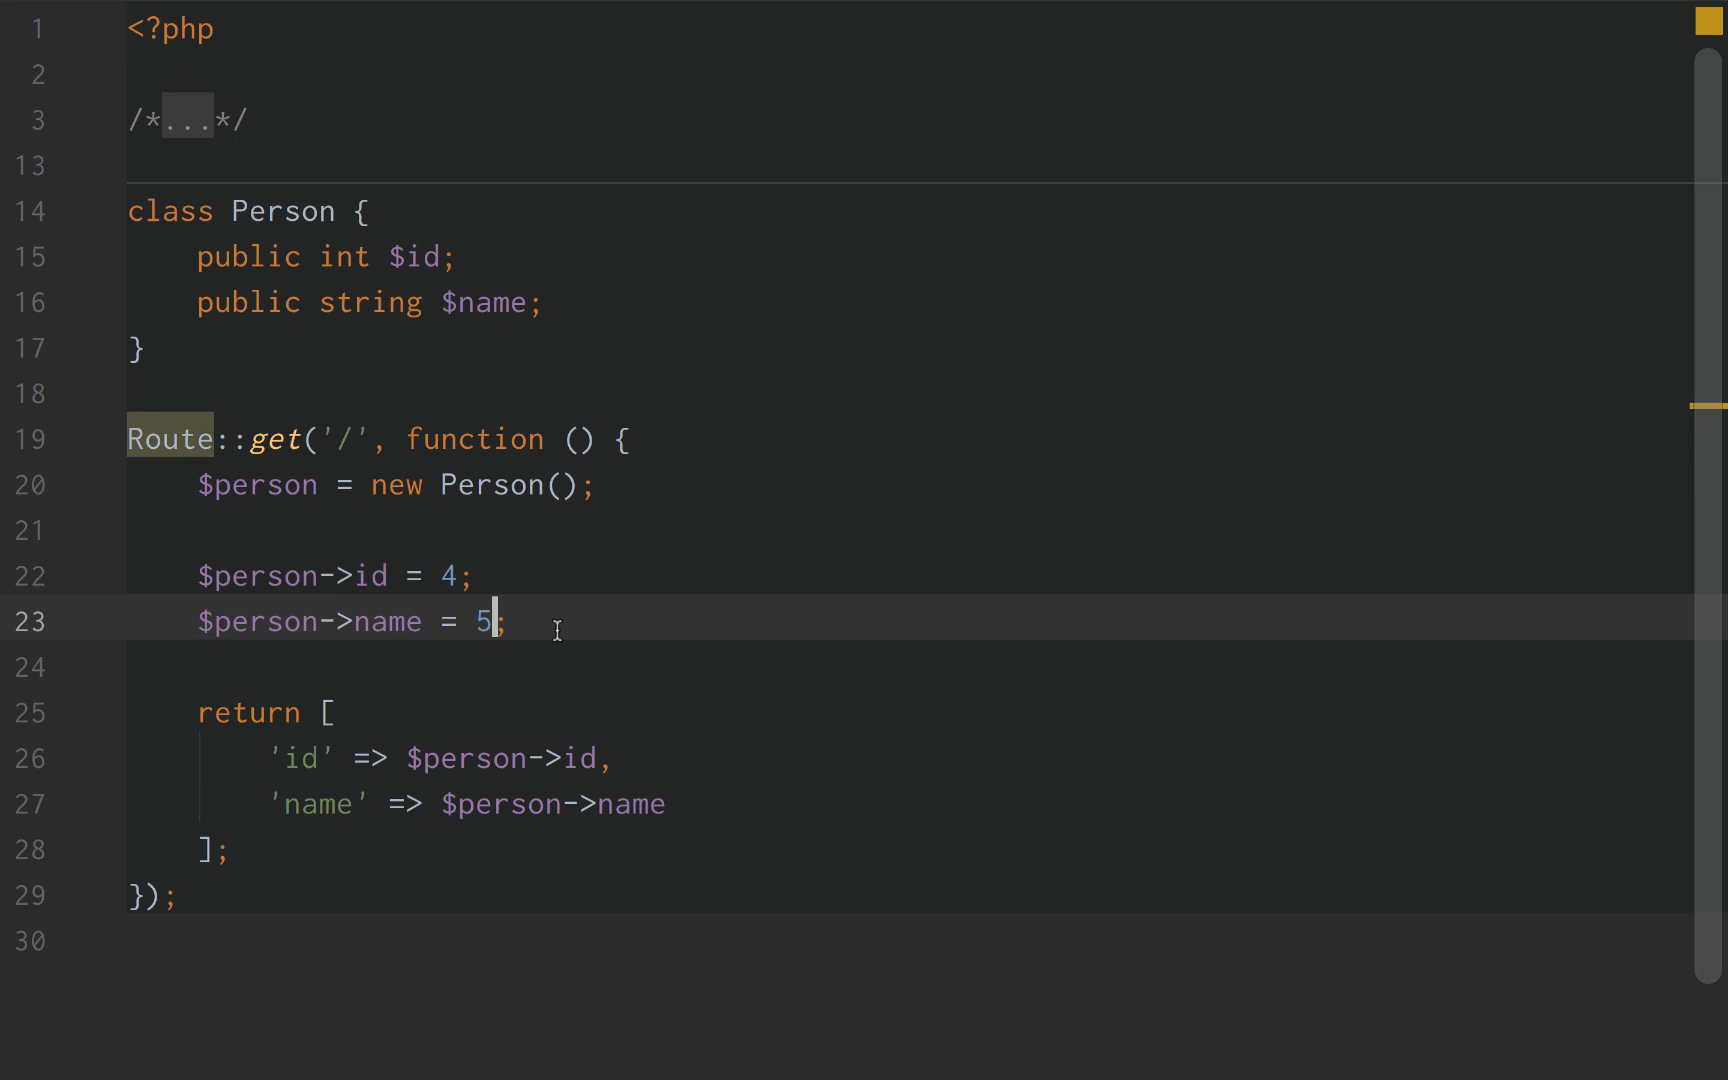 1 <?php
2
3 /*...*/
13
14 class Person {
15     public int $id;
16     public string $name;
17 }
18
19 Route::get('/', function () {
20     $person = new Person();
21
22     $person->id = 4;
23     $person->name = 5;
24
25     return [
26         'id' => $person->id,
27         'name' => $person->name
28     ];
29 });
30